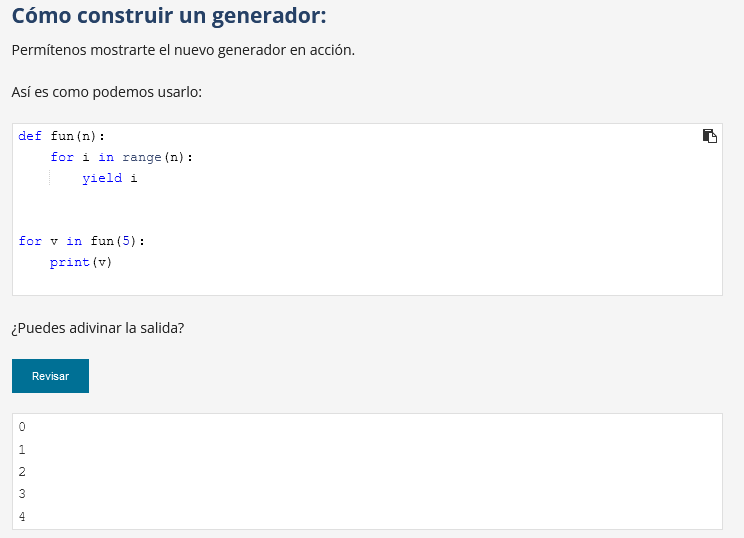 Cómo construir un generador:
Permítenos mostrarte el nuevo generador en acción.
Así es como podemos usarlo:
def fun(n):
    for i in range(n):
        yield i
for v in fun(5):
    print(v)
¿Puedes adivinar la salida?
Revisar
0
1
2
3
4